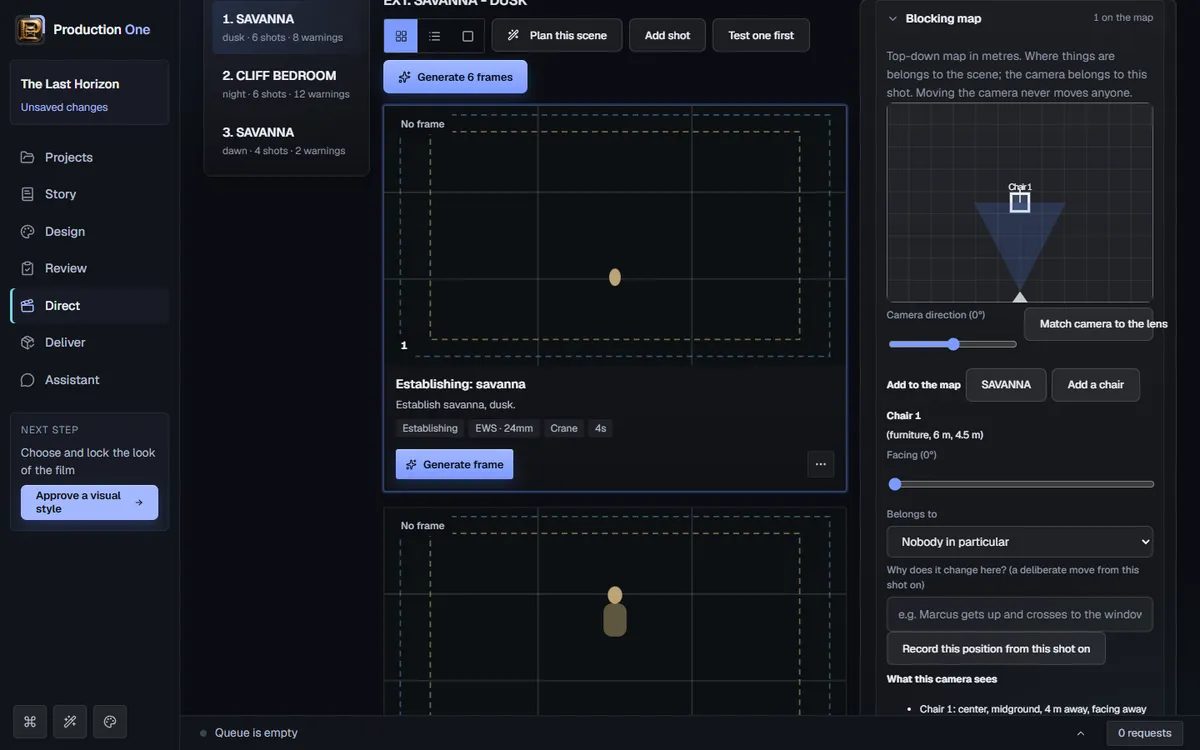 Production One
The Last Horizon
Unsaved changes
Projects
Story
Design
Review
Direct
Deliver
Assistant
NEXT STEP
Choose and lock the look
of the film
Approve a visual
style
1. SAVANNA
dusk · 6 shots · 8 warnings
2. CLIFF BEDROOM
night · 6 shots · 12 warnings
3. SAVANNA
dawn · 4 shots · 2 warnings
EXT. SAVANNA - DUSK
Plan this scene
Add shot
Test one first
Generate 6 frames
No frame
1
Establishing: savanna
Establish savanna, dusk.
Establishing
EWS · 24mm
Crane
4s
Generate frame
No frame
Blocking map
1 on the map
Top-down map in metres. Where things are
belongs to the scene; the camera belongs to this
shot. Moving the camera never moves anyone.
Chair 1
Camera direction (0°)
Match camera to the lens
Add to the map
SAVANNA
Add a chair
Chair 1
(furniture, 6 m, 4.5 m)
Facing (0°)
Belongs to
Nobody in particular
Why does it change here? (a deliberate move from this
shot on)
e.g. Marcus gets up and crosses to the window
Record this position from this shot on
What this camera sees
• Chair 1: center, midground, 4 m away, facing away
Queue is empty
0 requests